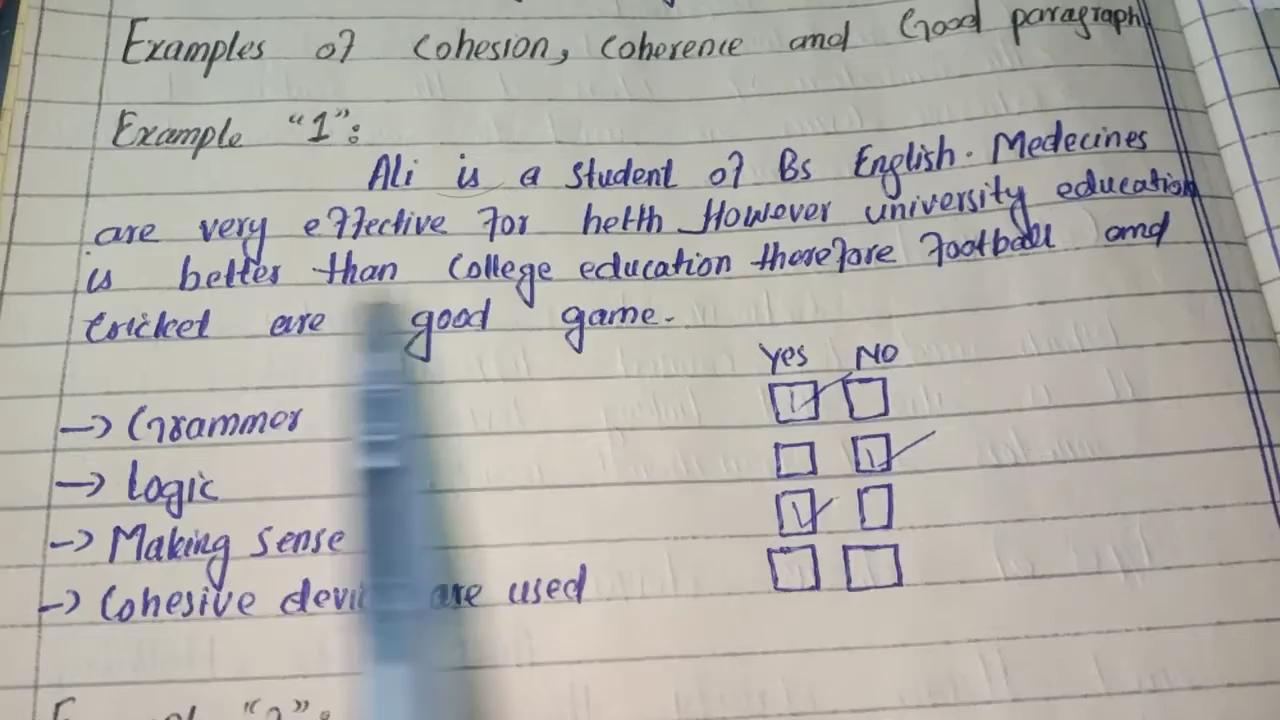 Examples of Cohesion, Coherence and Good paragraph
Example "1":
Ali is a student of Bs English. Medecines
are very effective for helth However university education
is better than College education therefore football and
Cricket are good game.
Yes No
→ Grammer
→ Logic
→ Making sense
→ Cohesive are used
"2":